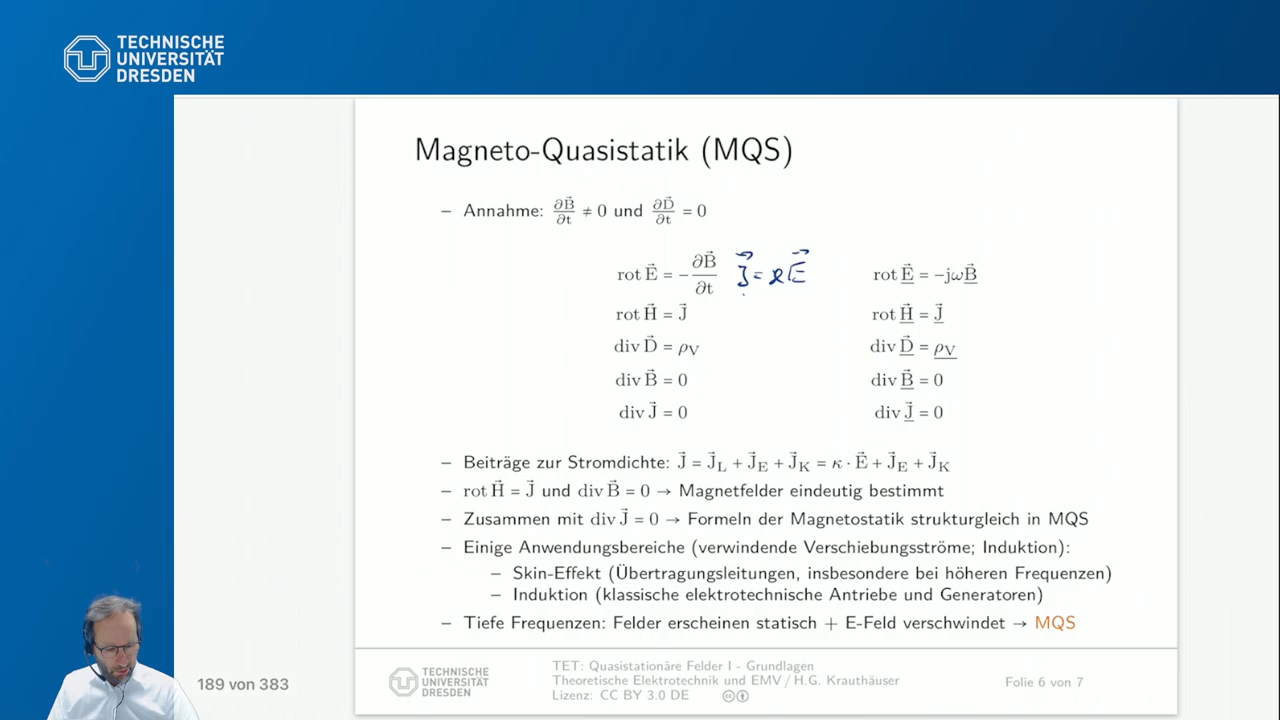 TECHNISCHE
UNIVERSITÄT
DRESDEN
Magneto-Quasistatik (MQS)
– Annahme: ∂B⃗/∂t ≠ 0 und ∂D⃗/∂t = 0
rot E⃗ = −∂B⃗/∂t J⃗ = ϰ E⃗ rot E̲⃗ = −jωB̲⃗
rot H⃗ = J⃗ rot H̲⃗ = J̲⃗
div D⃗ = ρV div D̲⃗ = ρ̲V̲
div B⃗ = 0 div B̲⃗ = 0
div J⃗ = 0 div J̲⃗ = 0
– Beiträge zur Stromdichte: J⃗ = J⃗L + J⃗E + J⃗K = κ · E⃗ + J⃗E + J⃗K
– rot H⃗ = J⃗ und div B⃗ = 0 → Magnetfelder eindeutig bestimmt
– Zusammen mit div J⃗ = 0 → Formeln der Magnetostatik strukturgleich in MQS
– Einige Anwendungsbereiche (verwindende Verschiebungsströme; Induktion):
– Skin-Effekt (Übertragungsleitungen, insbesondere bei höheren Frequenzen)
– Induktion (klassische elektrotechnische Antriebe und Generatoren)
– Tiefe Frequenzen: Felder erscheinen statisch + E-Feld verschwindet → MQS
189 von 383
TECHNISCHE
UNIVERSITÄT
DRESDEN
TET: Quasistationäre Felder I - Grundlagen
Theoretische Elektrotechnik und EMV / H.G. Krauthäuser
Lizenz: CC BY 3.0 DE
Folie 6 von 7